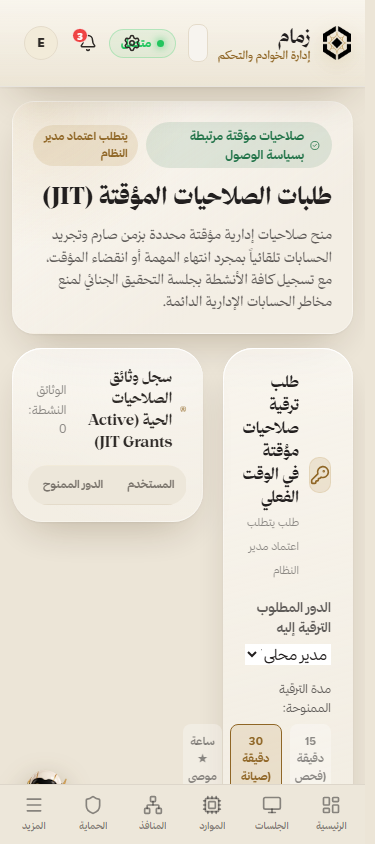 زمام
إدارة الخوادم والتحكم
3
E
صلاحيات مؤقتة مرتبطة
بسياسة الوصول
يتطلب اعتماد مدير
النظام
طلبات الصلاحيات المؤقتة (JIT)
منح صلاحيات إدارية مؤقتة محددة بزمن صارم وتجريد
الحسابات تلقائياً بمجرد انتهاء المهمة أو انقضاء المؤقت.
مع تسجيل كافة الأنشطة بجلسة التحقيق الجنائي لمنع
مخاطر الحسابات الإدارية الدائمة.
طلب
ترقية
صلاحيات
مؤقتة
في الوقت
الفعلي
طلب يتطلب
اعتماد مدير
النظام
الدور المطلوب
الترقية إليه
مدير محلي
مدة الترقية
الممنوحة:
15
دقيقة
(فحص
30
دقيقة
(صيانة
ساعة
★
موصى
سجل وثائق
الصلاحيات
الحية (Active
JIT Grants)
الوثائق
النشطة:
0
المستخدم
الدور الممنوح
الرئيسية
الجلسات
الموارد
المنافذ
الحماية
المزيد